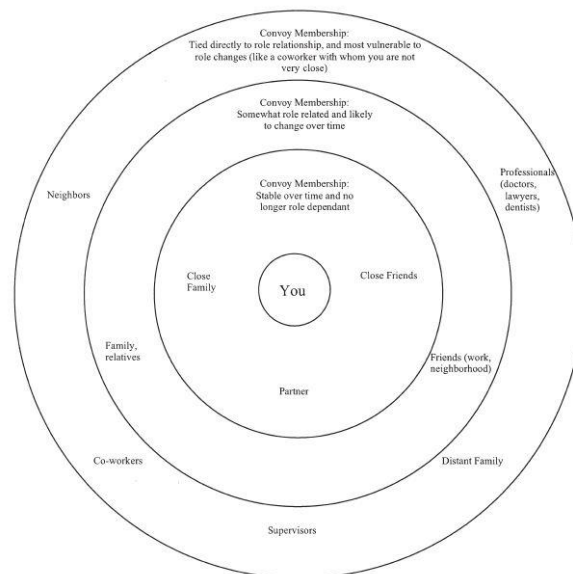 Convoy Membership:
Tied directly to role relationship, and most vulnerable to
role changes (like a coworker with whom you are not
very close)
Convoy Membership:
Somewhat role related and likely
to change over time
Convoy Membership:
Stable over time and no
longer role dependant
Neighbors
Professionals
(doctors,
lawyers,
dentists)
Close
Family
You
Close Friends
Family,
relatives
Friends (work,
neighborhood)
Partner
Co-workers
Distant Family
Supervisors